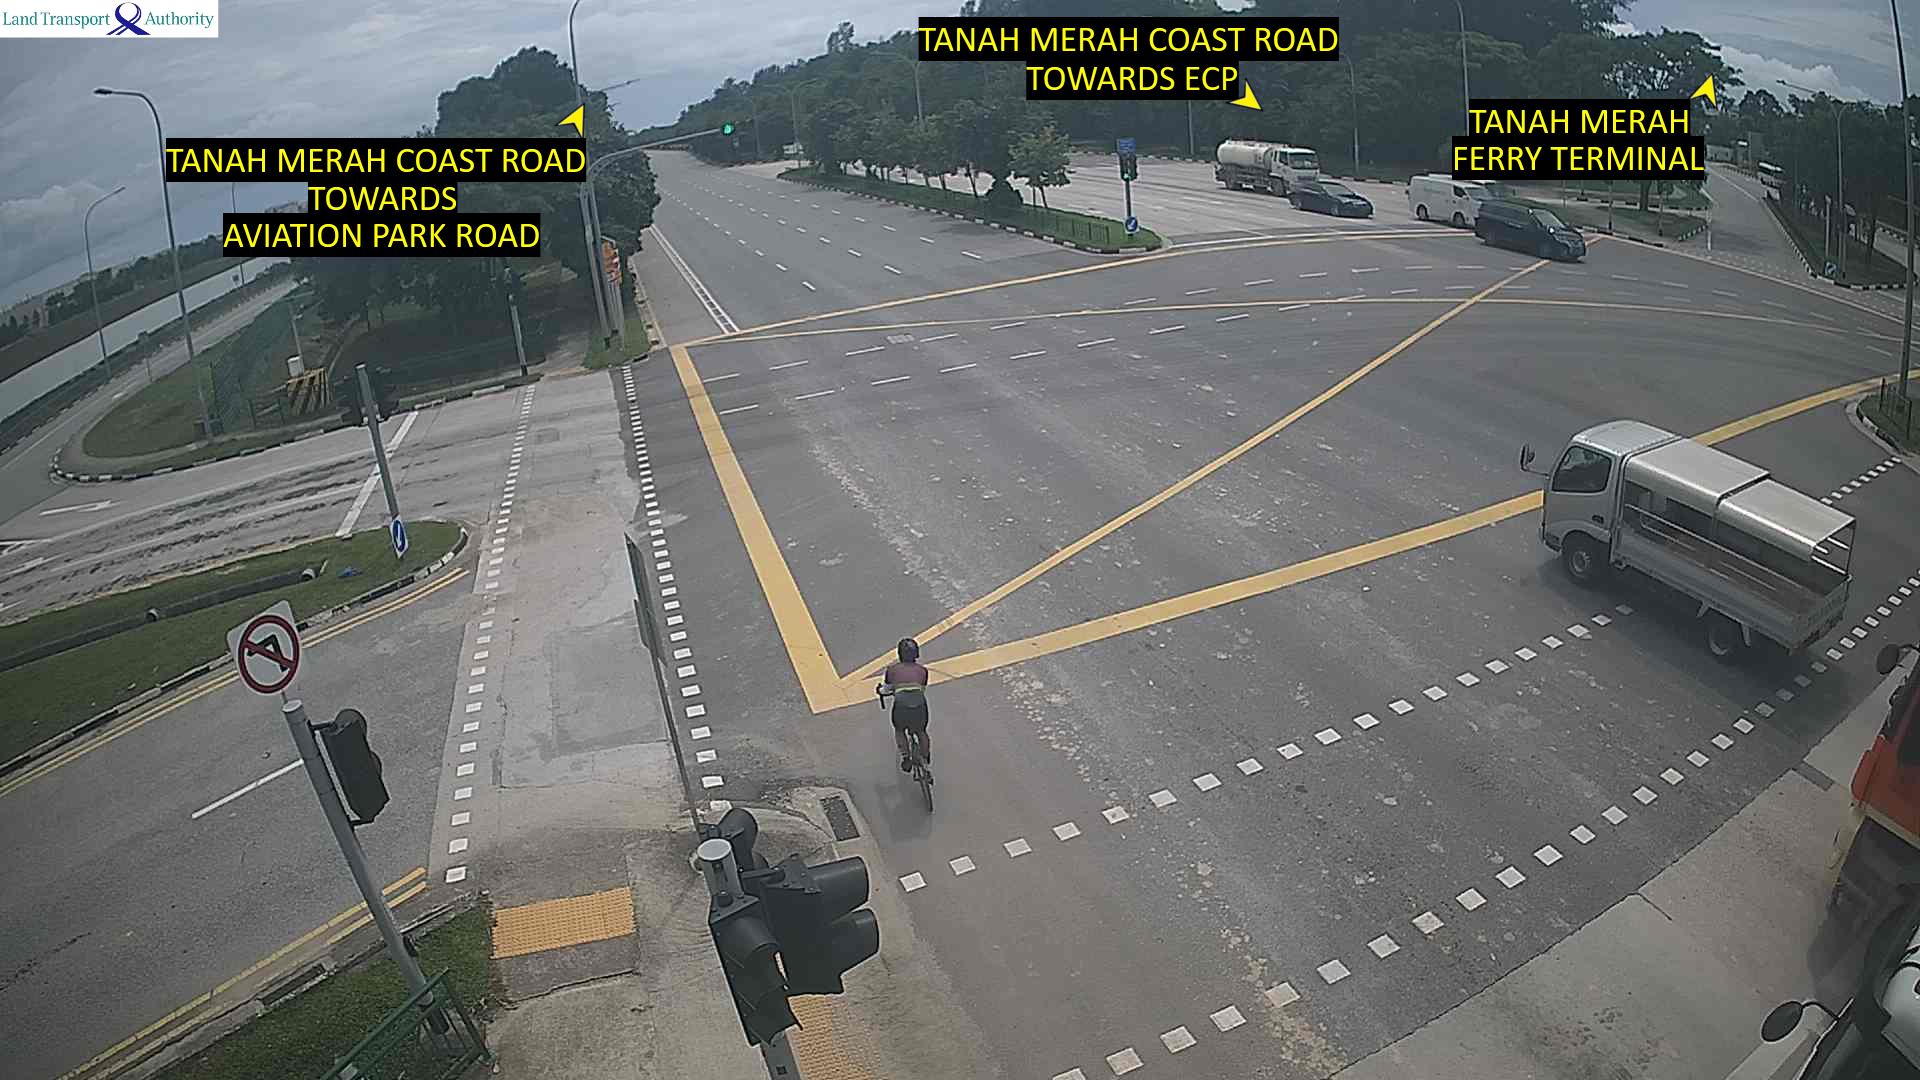 Land Transport Authority
TANAH MERAH COAST ROAD
TOWARDS ECP
TANAH MERAH
FERRY TERMINAL
TANAH MERAH COAST ROAD
TOWARDS
AVIATION PARK ROAD